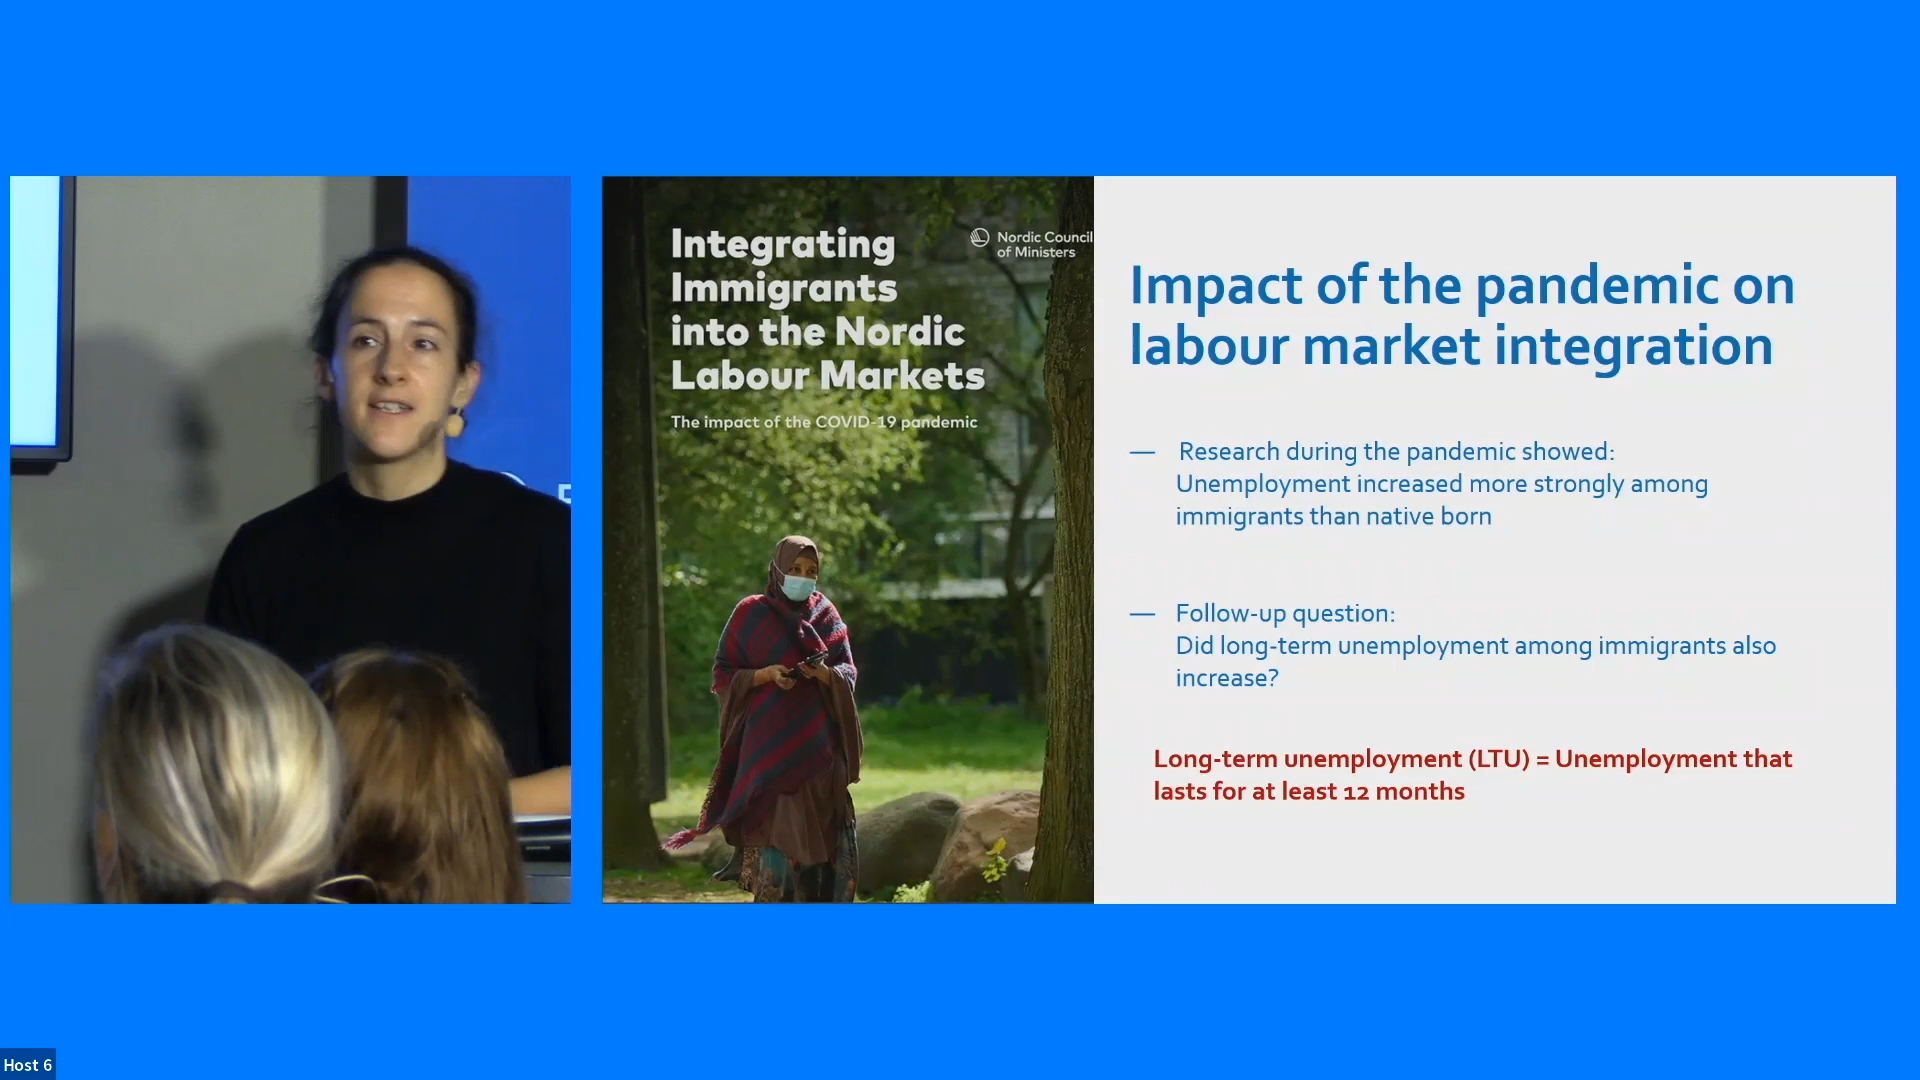 Integrating
Immigrants
into the Nordic
Labour Markets
The impact of the COVID-19 pandemic
Nordic Council
of Ministers
Impact of the pandemic on
labour market integration
— Research during the pandemic showed:
Unemployment increased more strongly among
immigrants than native born
— Follow-up question:
Did long-term unemployment among immigrants also
increase?
Long-term unemployment (LTU) = Unemployment that
lasts for at least 12 months
Host 6